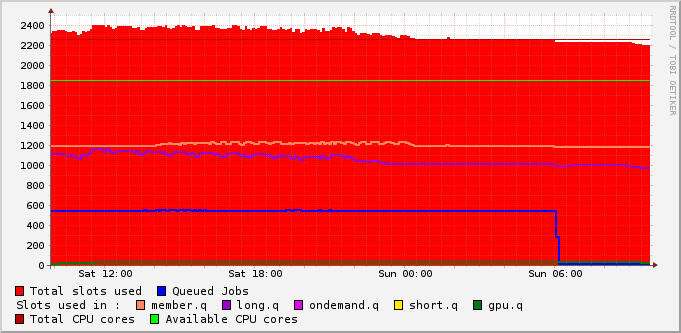 2400
2200
2000
1800
1600
1400
1200
1000
800
600
400
200
0
Sat 12:00 Sat 18:00 Sun 00:00 Sun 06:00
Total slots used Queued Jobs
Slots used in : member.q long.q ondemand.q short.q gpu.q
Total CPU cores Available CPU cores
RRDTOOL / TOBI OETIKER